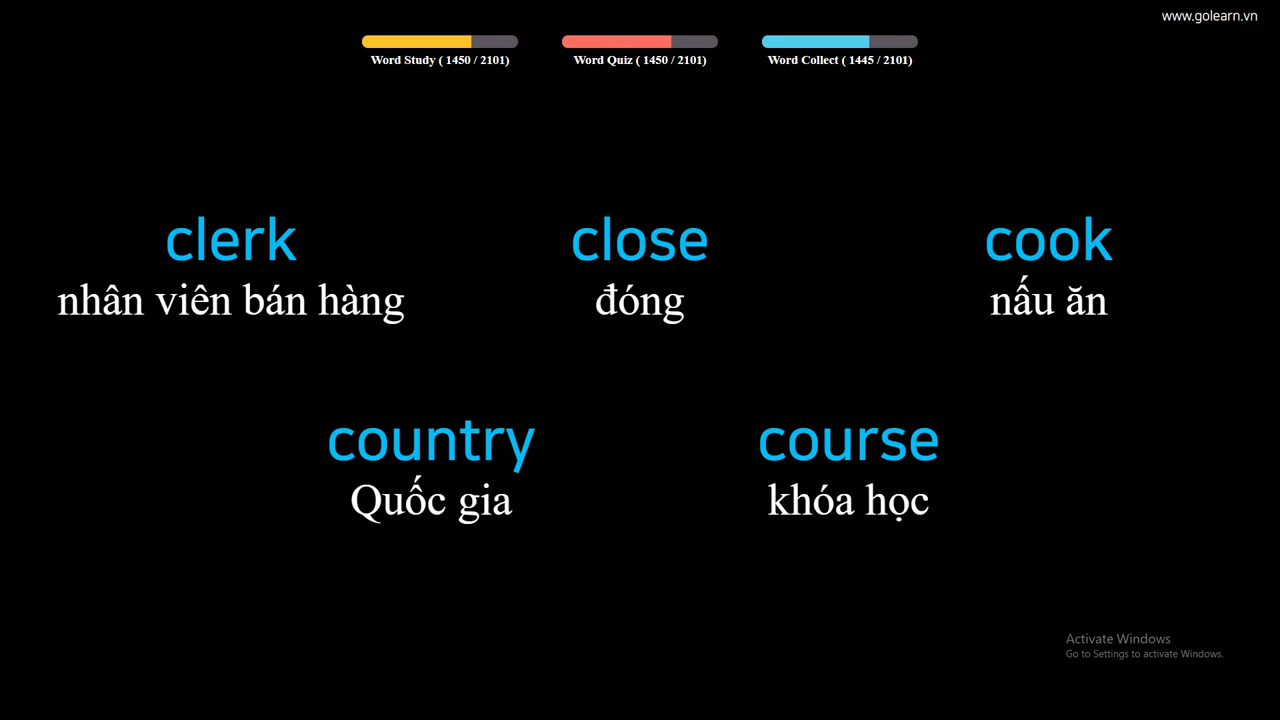 www.golearn.vn
Word Study ( 1450 / 2101) Word Quiz ( 1450 / 2101) Word Collect ( 1445 / 2101)
clerk close cook
nhân viên bán hàng đóng nấu ăn
country course
Quốc gia khóa học
Activate Windows
Go to Settings to activate Windows.